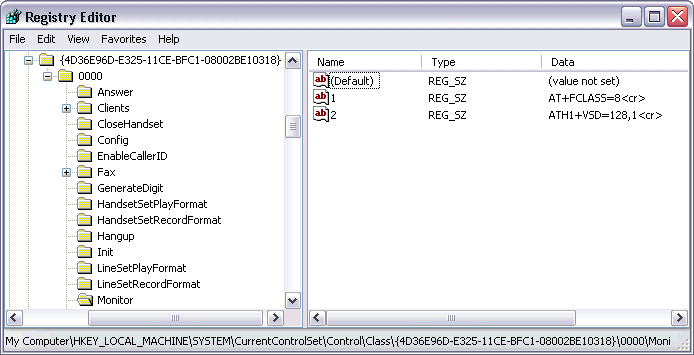 Registry Editor
File Edit View Favorites Help
{4D36E96D-E325-11CE-BFC1-08002BE10318}
0000
Answer
Clients
CloseHandset
Config
EnableCallerID
Fax
GenerateDigit
HandsetSetPlayFormat
HandsetSetRecordFormat
Hangup
Init
LineSetPlayFormat
LineSetRecordFormat
Monitor
Name Type Data
ab (Default) REG_SZ (value not set)
ab 1 REG_SZ AT+FCLASS=8<cr>
ab 2 REG_SZ ATH1+VSD=128,1<cr>
My Computer\HKEY_LOCAL_MACHINE\SYSTEM\CurrentControlSet\Control\Class\{4D36E96D-E325-11CE-BFC1-08002BE10318}\0000\Moni